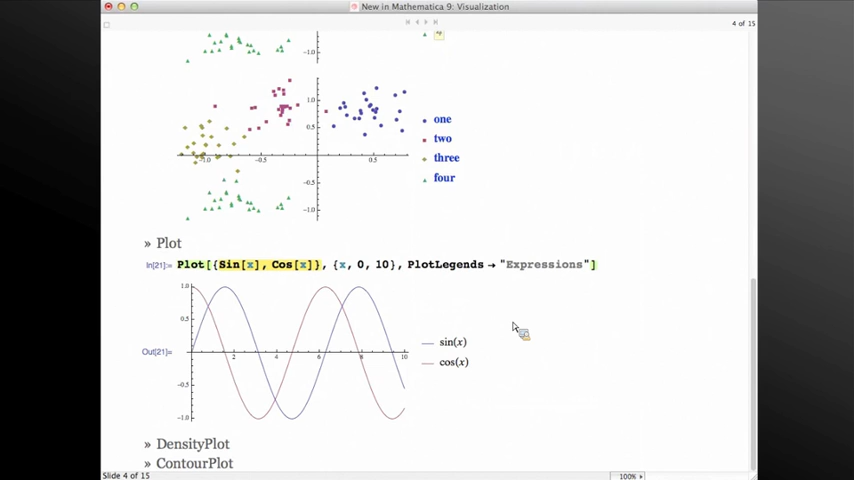 New in Mathematica 9: Visualization
4 of 15
-1.0
1.0
0.5
-1.0
-0.5
0.5
-0.5
-1.0
one
two
three
four
» Plot
In[21]:= Plot[{Sin[x], Cos[x]}, {x, 0, 10}, PlotLegends → "Expressions"]
1.0
0.5
-0.5
-1.0
2
4
6
8
10
Out[21]=
sin(x)
cos(x)
» DensityPlot
» ContourPlot
Slide 4 of 15
100%